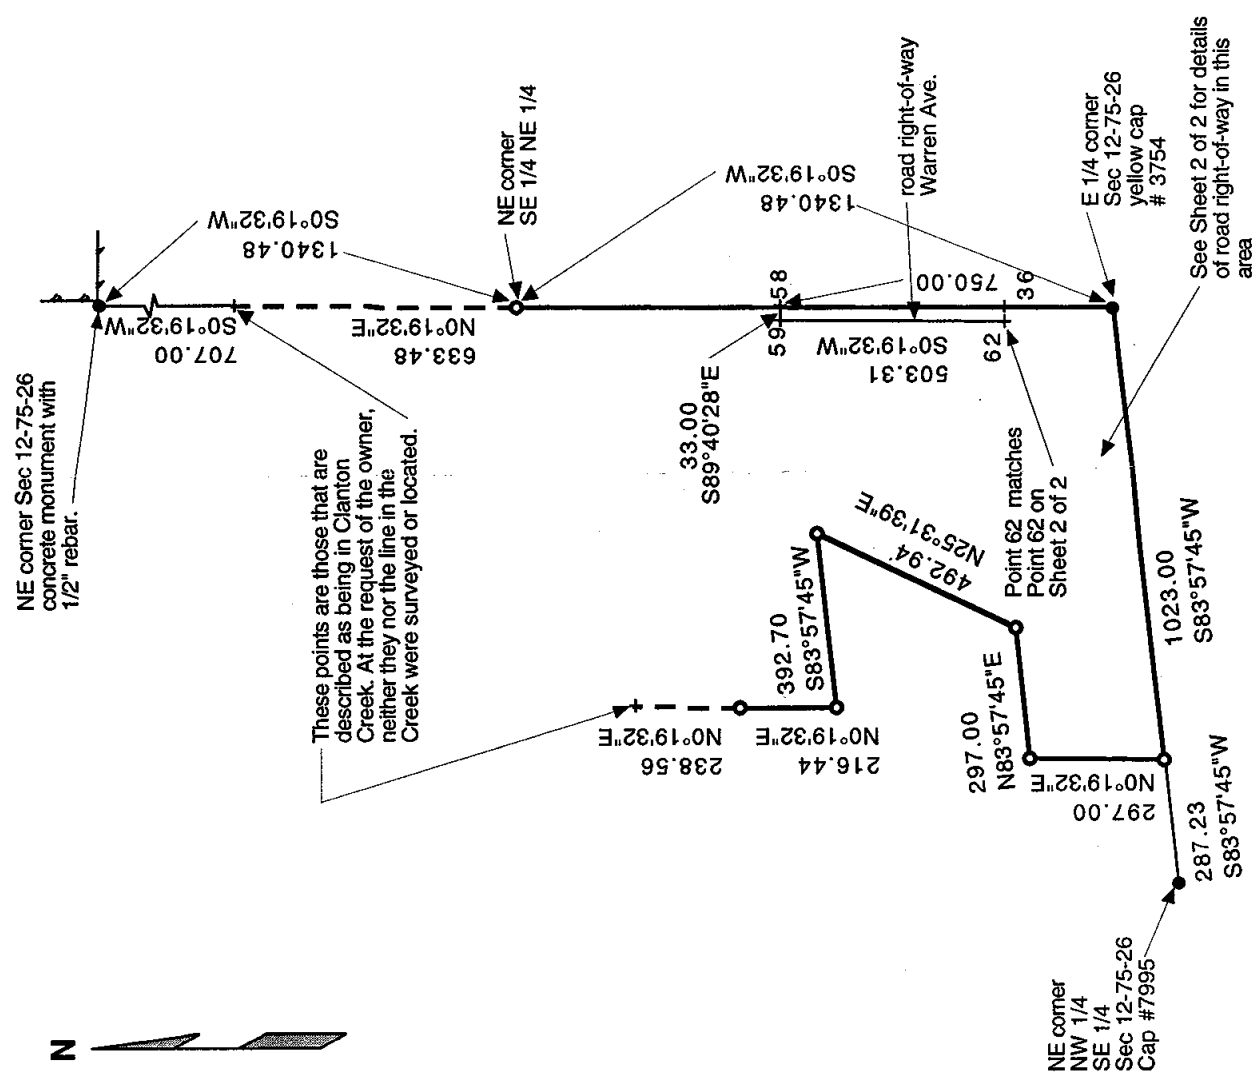 NE corner Sec 12-75-26
concrete monument with
1/2" rebar.
S0°19'32"W
1340.48
S0°19'32"W
707.00
N0°19'32"E
633.48
NE corner
SE 1/4 NE 1/4
These points are those that are
described as being in Clanton
Creek. At the request of the owner,
neither they nor the line in the
Creek were surveyed or located.
S0°19'32"W
1340.48
road right-of-way
Warren Ave.
58
750.00
36
59
S0°19'32"W
503.31
62
33.00
S89°40'28"E
E 1/4 corner
Sec 12-75-26
yellow cap
# 3754
See Sheet 2 of 2 for details
of road right-of-way in this
area
Point 62 matches
Point 62 on
Sheet 2 of 2
N25°31'39"E
492.94'
392.70
S83°57'45"W
N0°19'32"E
238.56
N0°19'32"E
216.44
297.00
N83°57'45"E
N0°19'32"E
297.00
1023.00
S83°57'45"W
287.23
S83°57'45"W
NE corner
NW 1/4
SE 1/4
Sec 12-75-26
Cap #7995
N